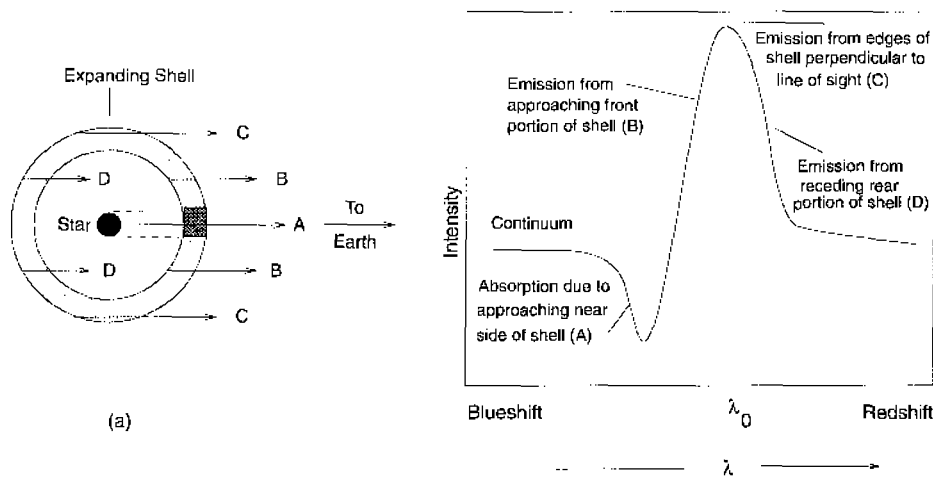 Expanding Shell
C
D
B
Star
A
To
Earth
D
B
C
(a)
Intensity
Emission from edges of
shell perpendicular to
line of sight (C)
Emission from
approaching front
portion of shell (B)
Emission from
receding rear
portion of shell (D)
Continuum
Absorption due to
approaching near
side of shell (A)
Blueshift
λ0
Redshift
λ